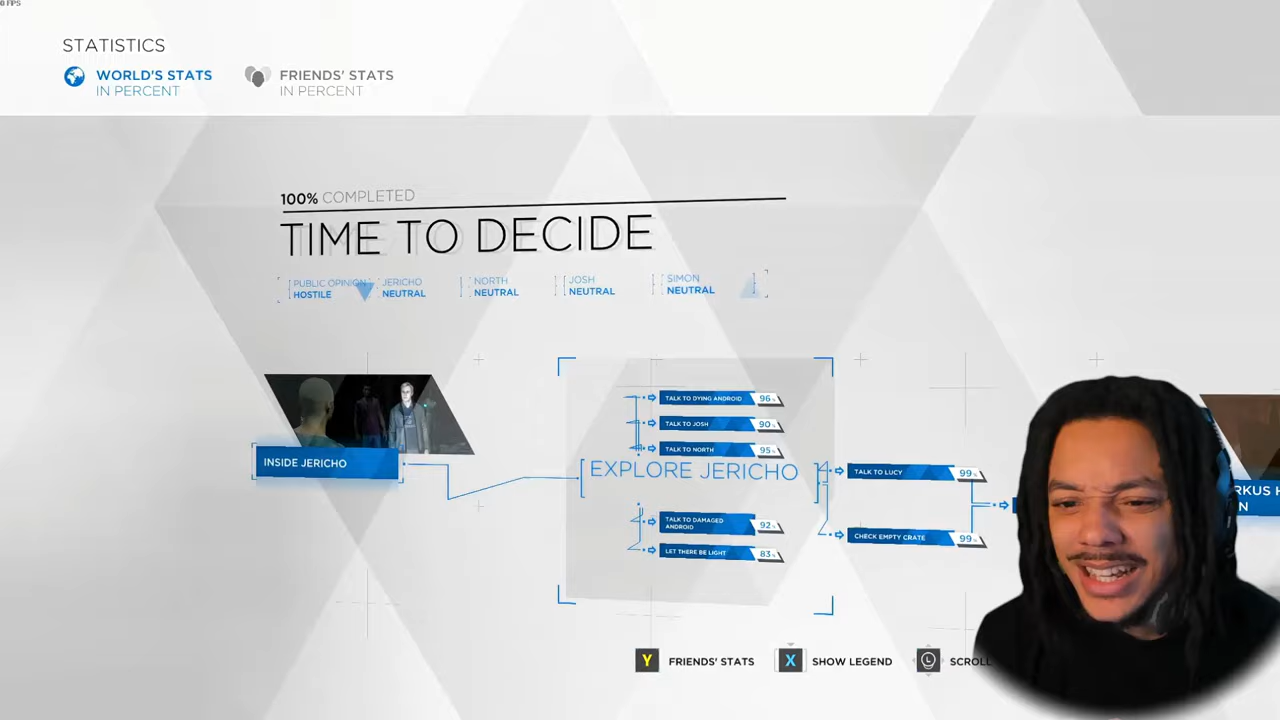 0 FPS
STATISTICS
WORLD'S STATS
IN PERCENT
FRIENDS' STATS
IN PERCENT
100% COMPLETED
TIME TO DECIDE
PUBLIC OPINION
HOSTILE
JERICHO
NEUTRAL
NORTH
NEUTRAL
JOSH
NEUTRAL
SIMON
NEUTRAL
INSIDE JERICHO
TALK TO DYING ANDROID 96%
TALK TO JOSH 90%
TALK TO NORTH 95%
EXPLORE JERICHO
TALK TO DAMAGED
ANDROID 92%
LET THERE BE LIGHT 83%
TALK TO LUCY 99%
CHECK EMPTY CRATE 99%
Y FRIENDS' STATS
X SHOW LEGEND
L SCROLL